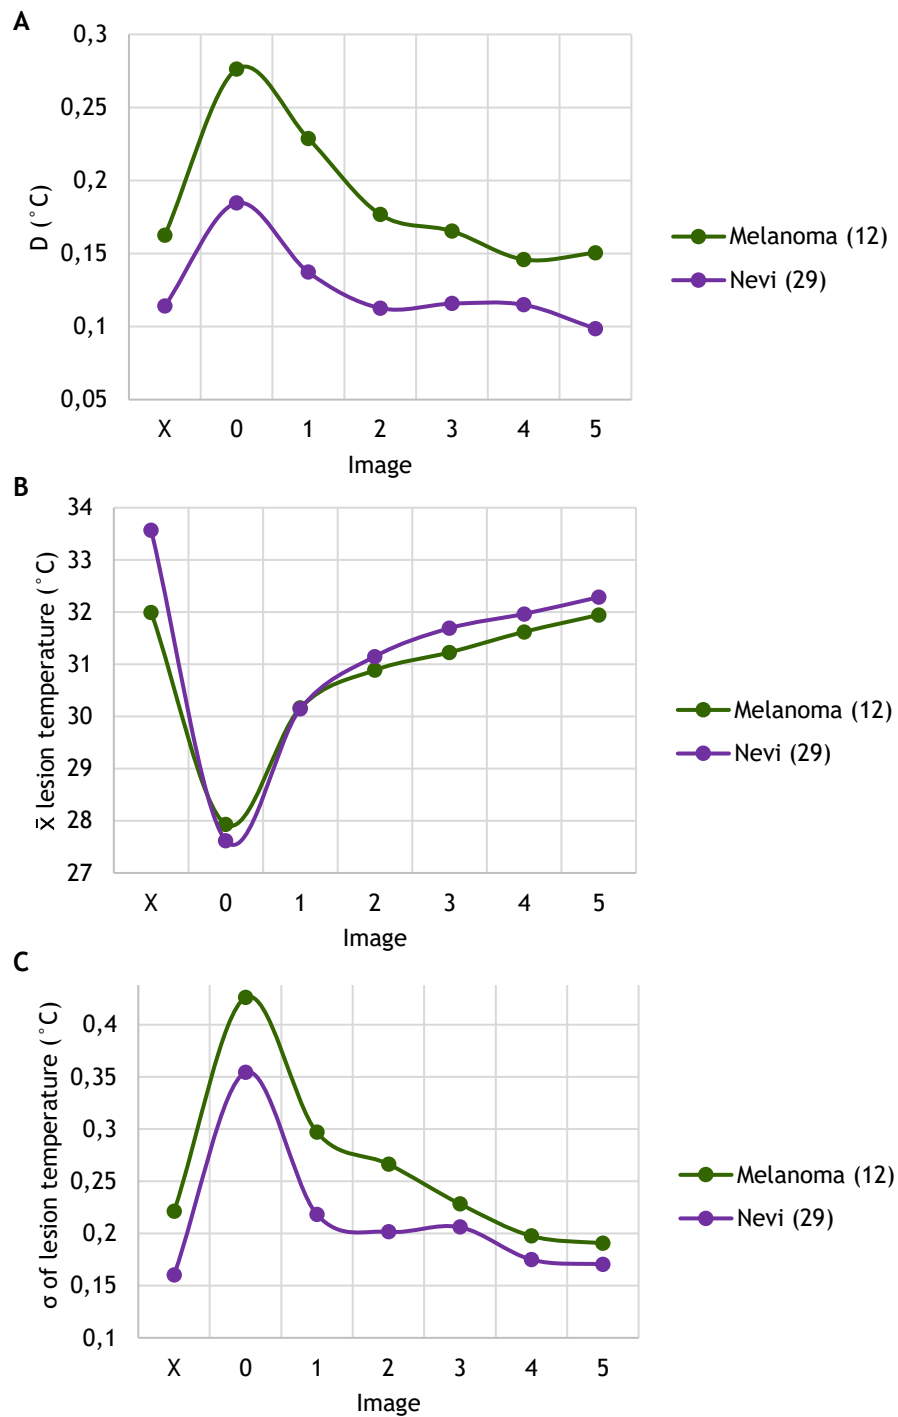 A
0,3
0,25
0,2
0,15
0,1
0,05
D (˚C)
X 0 1 2 3 4 5
Image
Melanoma (12)
Nevi (29)
B
34
33
32
31
30
29
28
27
x̄ lesion temperature (˚C)
X 0 1 2 3 4 5
Image
Melanoma (12)
Nevi (29)
C
0,4
0,35
0,3
0,25
0,2
0,15
0,1
σ of lesion temperature (˚C)
X 0 1 2 3 4 5
Image
Melanoma (12)
Nevi (29)